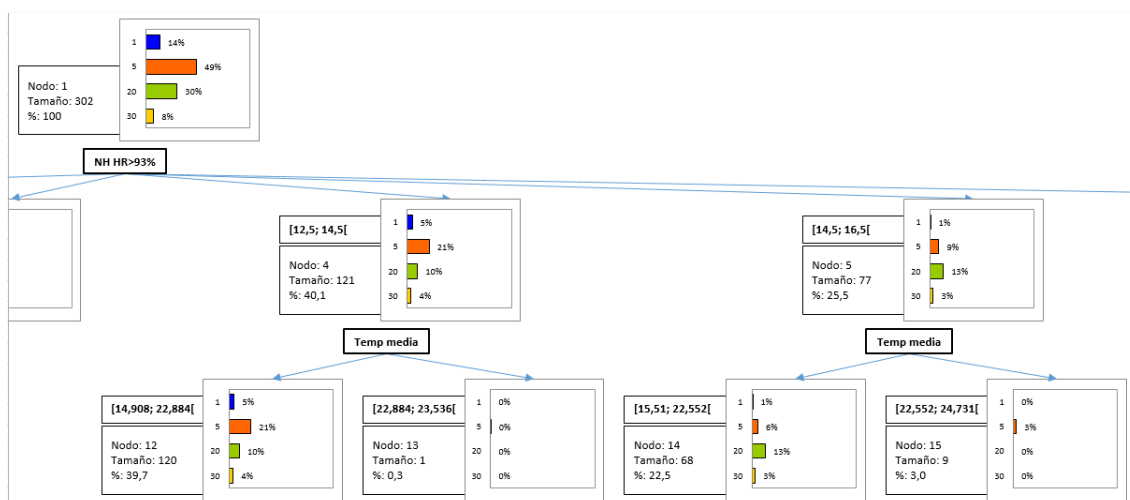 1 14%
5 49%
20 30%
30 8%
Nodo: 1
Tamaño: 302
%: 100
NH HR>93%
[12,5; 14,5[
1 5%
5 21%
20 10%
30 4%
Nodo: 4
Tamaño: 121
%: 40,1
[14,5; 16,5[
1 1%
5 9%
20 13%
30 3%
Nodo: 5
Tamaño: 77
%: 25,5
Temp media
Temp media
[14,908; 22,884[
1 5%
5 21%
20 10%
30 4%
Nodo: 12
Tamaño: 120
%: 39,7
[22,884; 23,536[
1 0%
5 0%
20 0%
30 0%
Nodo: 13
Tamaño: 1
%: 0,3
[15,51; 22,552[
1 1%
5 6%
20 13%
30 3%
Nodo: 14
Tamaño: 68
%: 22,5
[22,552; 24,731[
1 0%
5 3%
20 0%
30 0%
Nodo: 15
Tamaño: 9
%: 3,0